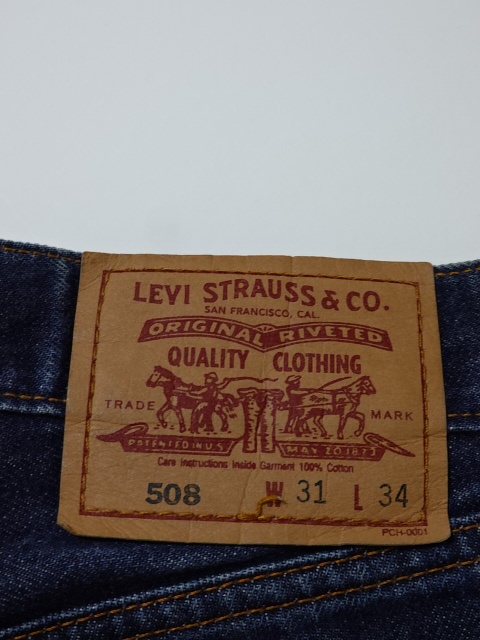 LEVI STRAUSS & CO.
SAN FRANCISCO, CAL.
ORIGINAL RIVETED
QUALITY CLOTHING
TRADE MARK
PATENTED IN U.S. MAY 20 1873
Care Instructions Inside Garment 100% Cotton
508 W 31 L 34
PCH-0001